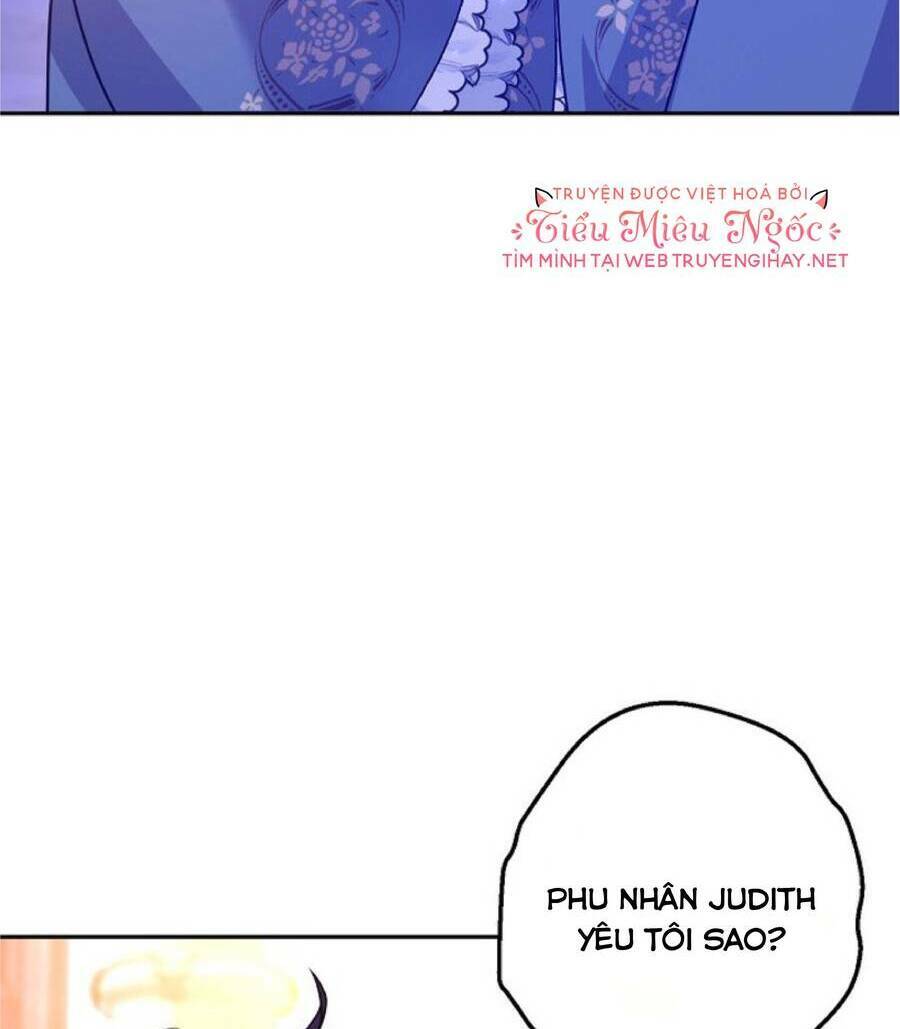 TRUYỆN ĐƯỢC VIỆT HOÁ BỞI
Tiểu Miêu Ngốc
TÌM MÌNH TẠI WEB TRUYENGIHAY.NET
PHU NHÂN JUDITH
YÊU TÔI SAO?